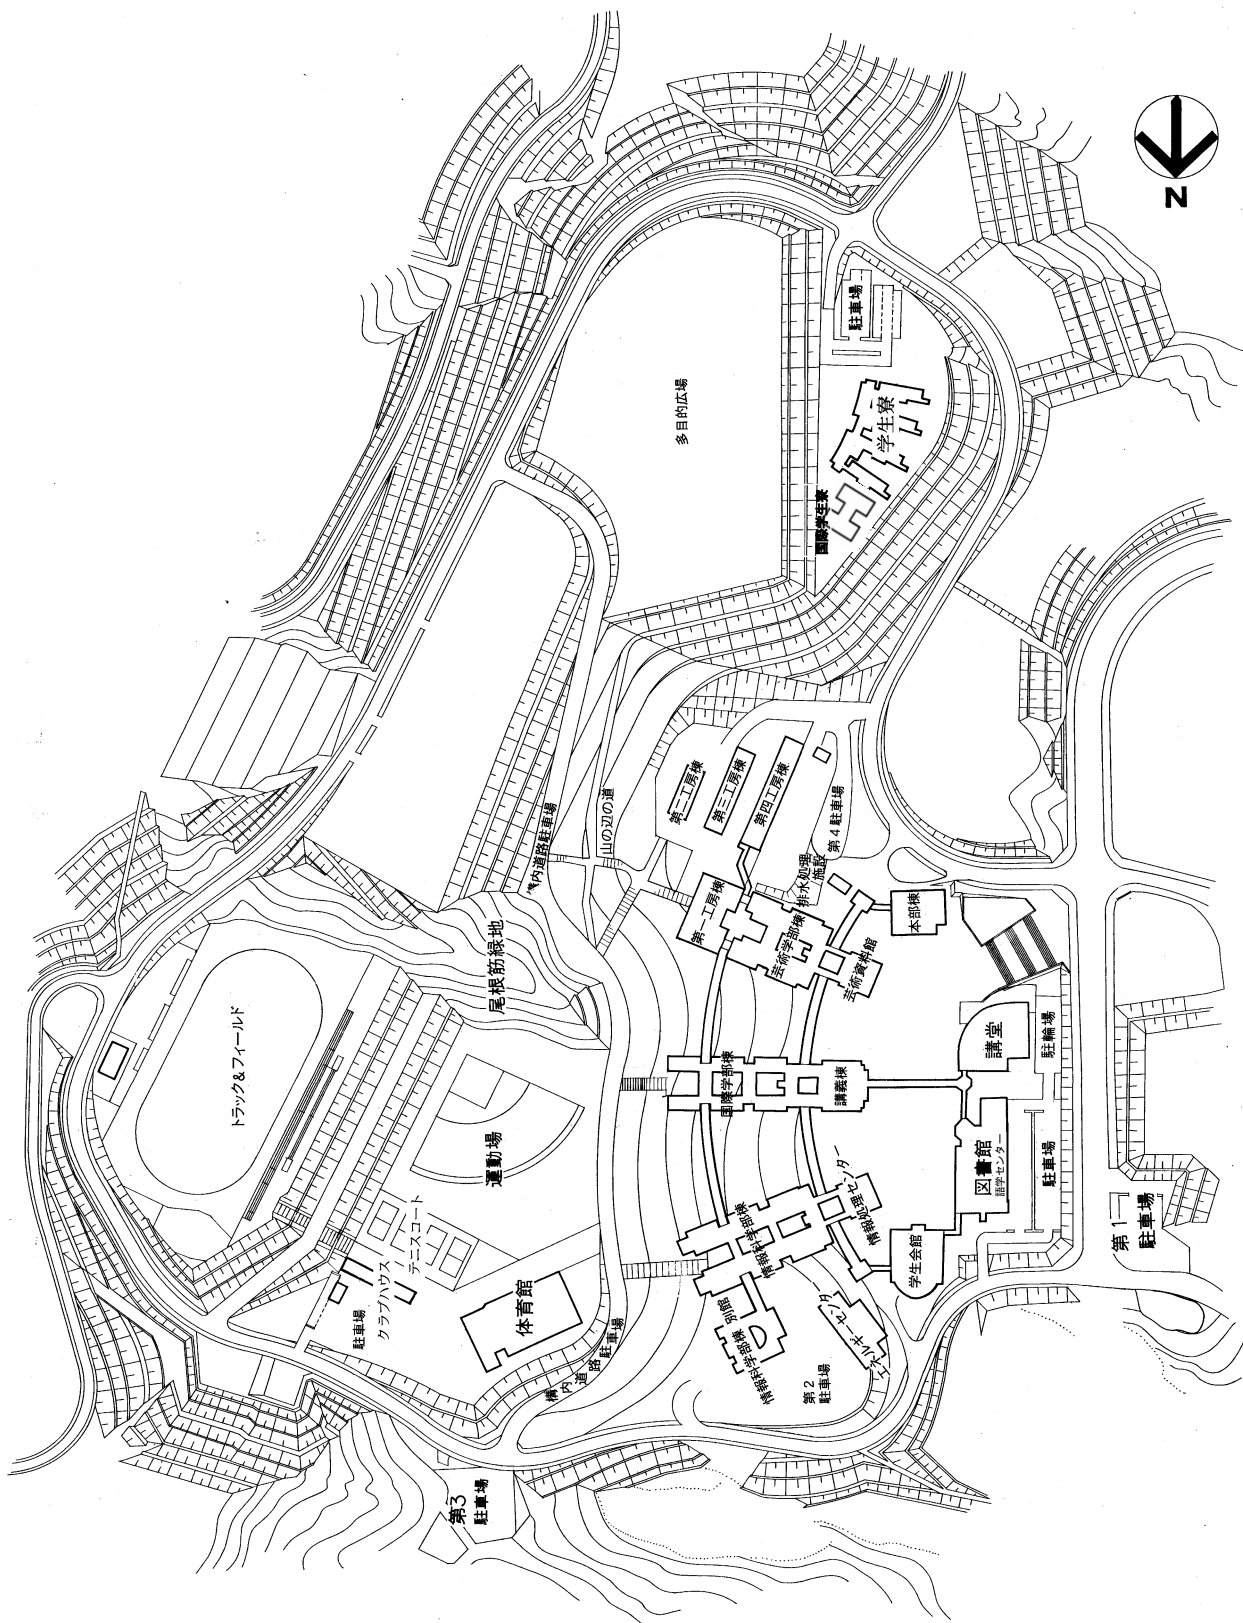 N
駐車場
多目的広場
学生寮
国際学生寮
構内道路駐車場
山の辺の道
第二工房棟
第三工房棟
第四工房棟
第4駐車場
排水処理
施設
第一工房棟
芸術学部棟
芸術資料館
本部棟
尾根筋緑地
トラック&フィールド
運動場
国際学部棟
講義棟
講堂
駐輪場
図書館
語学センター
駐車場
第1
駐車場
テニスコート
クラブハウス
駐車場
体育館
構内道路駐車場
情報科学部棟
情報処理センター
学生会館
情報科学部棟 別館
エネルギーセンター
第2
駐車場
第3
駐車場